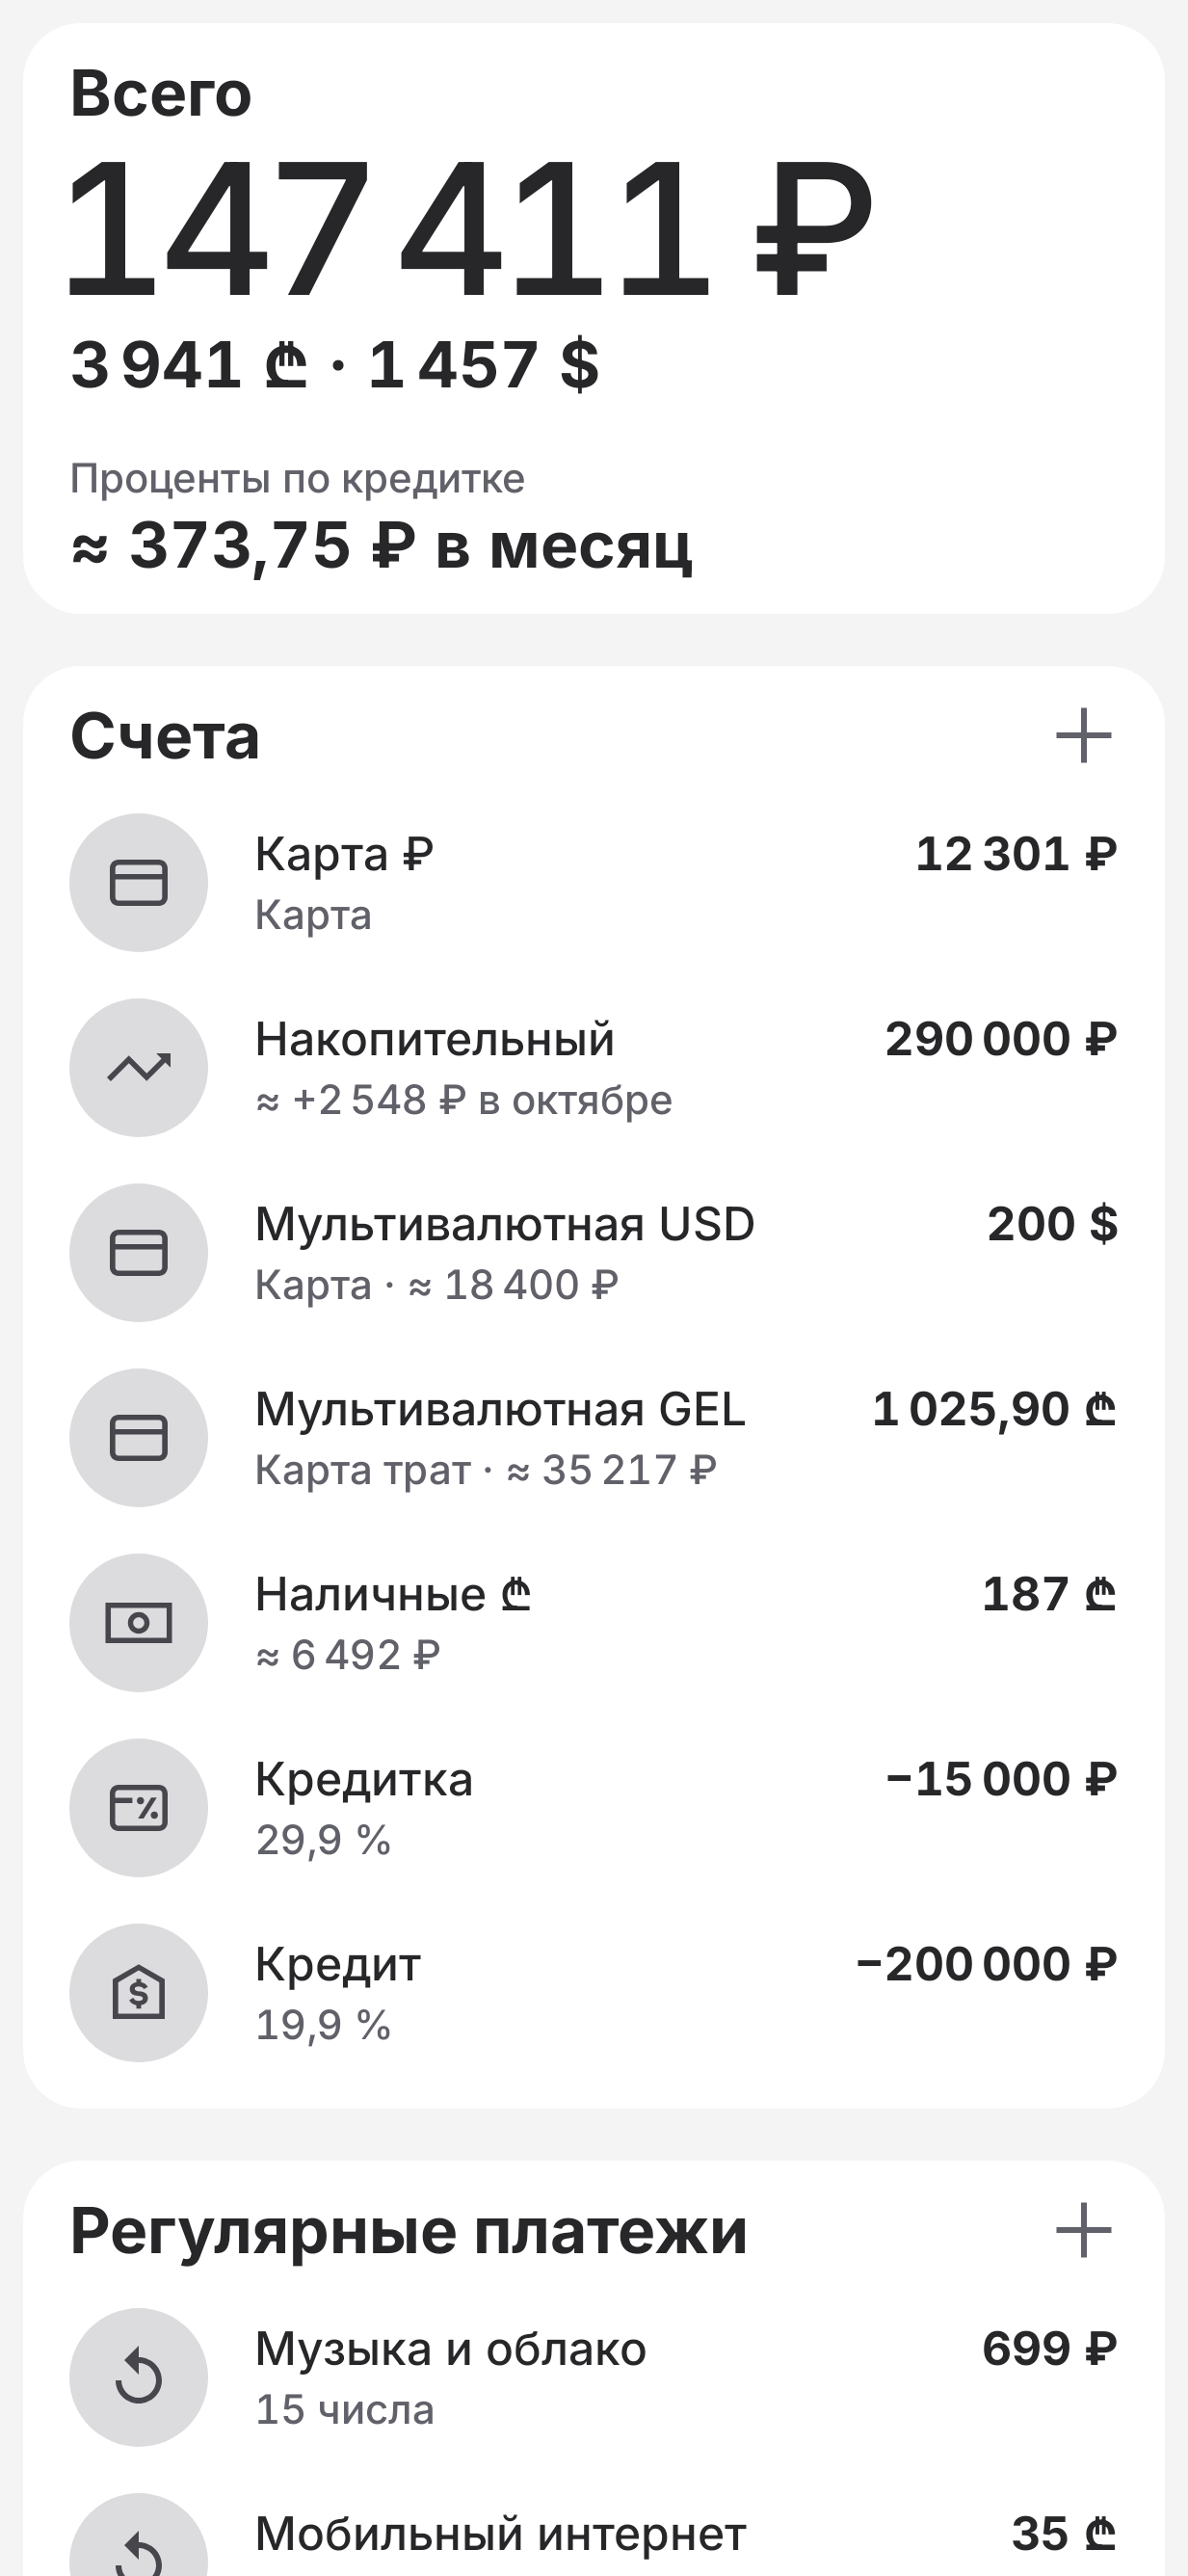 Всего
147 411 ₽
3 941 ₾ · 1 457 $
Проценты по кредитке
≈ 373,75 ₽ в месяц
Счета
Карта ₽ 12 301 ₽
Карта
Накопительный 290 000 ₽
≈ +2 548 ₽ в октябре
Мультивалютная USD 200 $
Карта · ≈ 18 400 ₽
Мультивалютная GEL 1 025,90 ₾
Карта трат · ≈ 35 217 ₽
Наличные ₾ 187 ₾
≈ 6 492 ₽
Кредитка −15 000 ₽
29,9 %
Кредит −200 000 ₽
19,9 %
Регулярные платежи
Музыка и облако 699 ₽
15 числа
Мобильный интернет 35 ₾